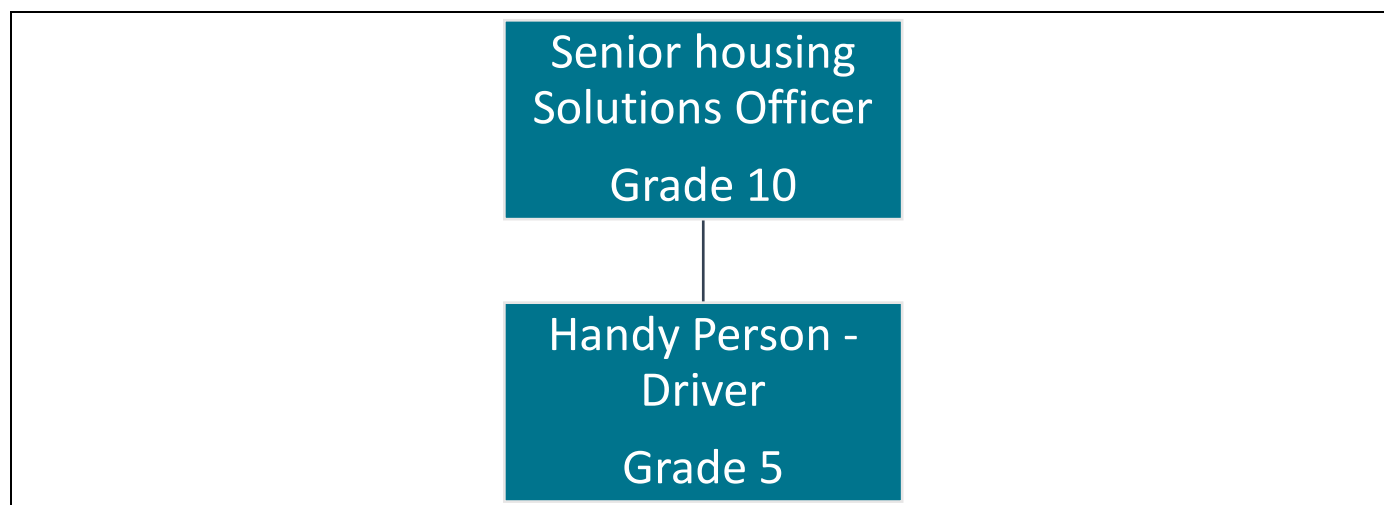 Senior housing
Solutions Officer
Grade 10
Handy Person -
Driver
Grade 5